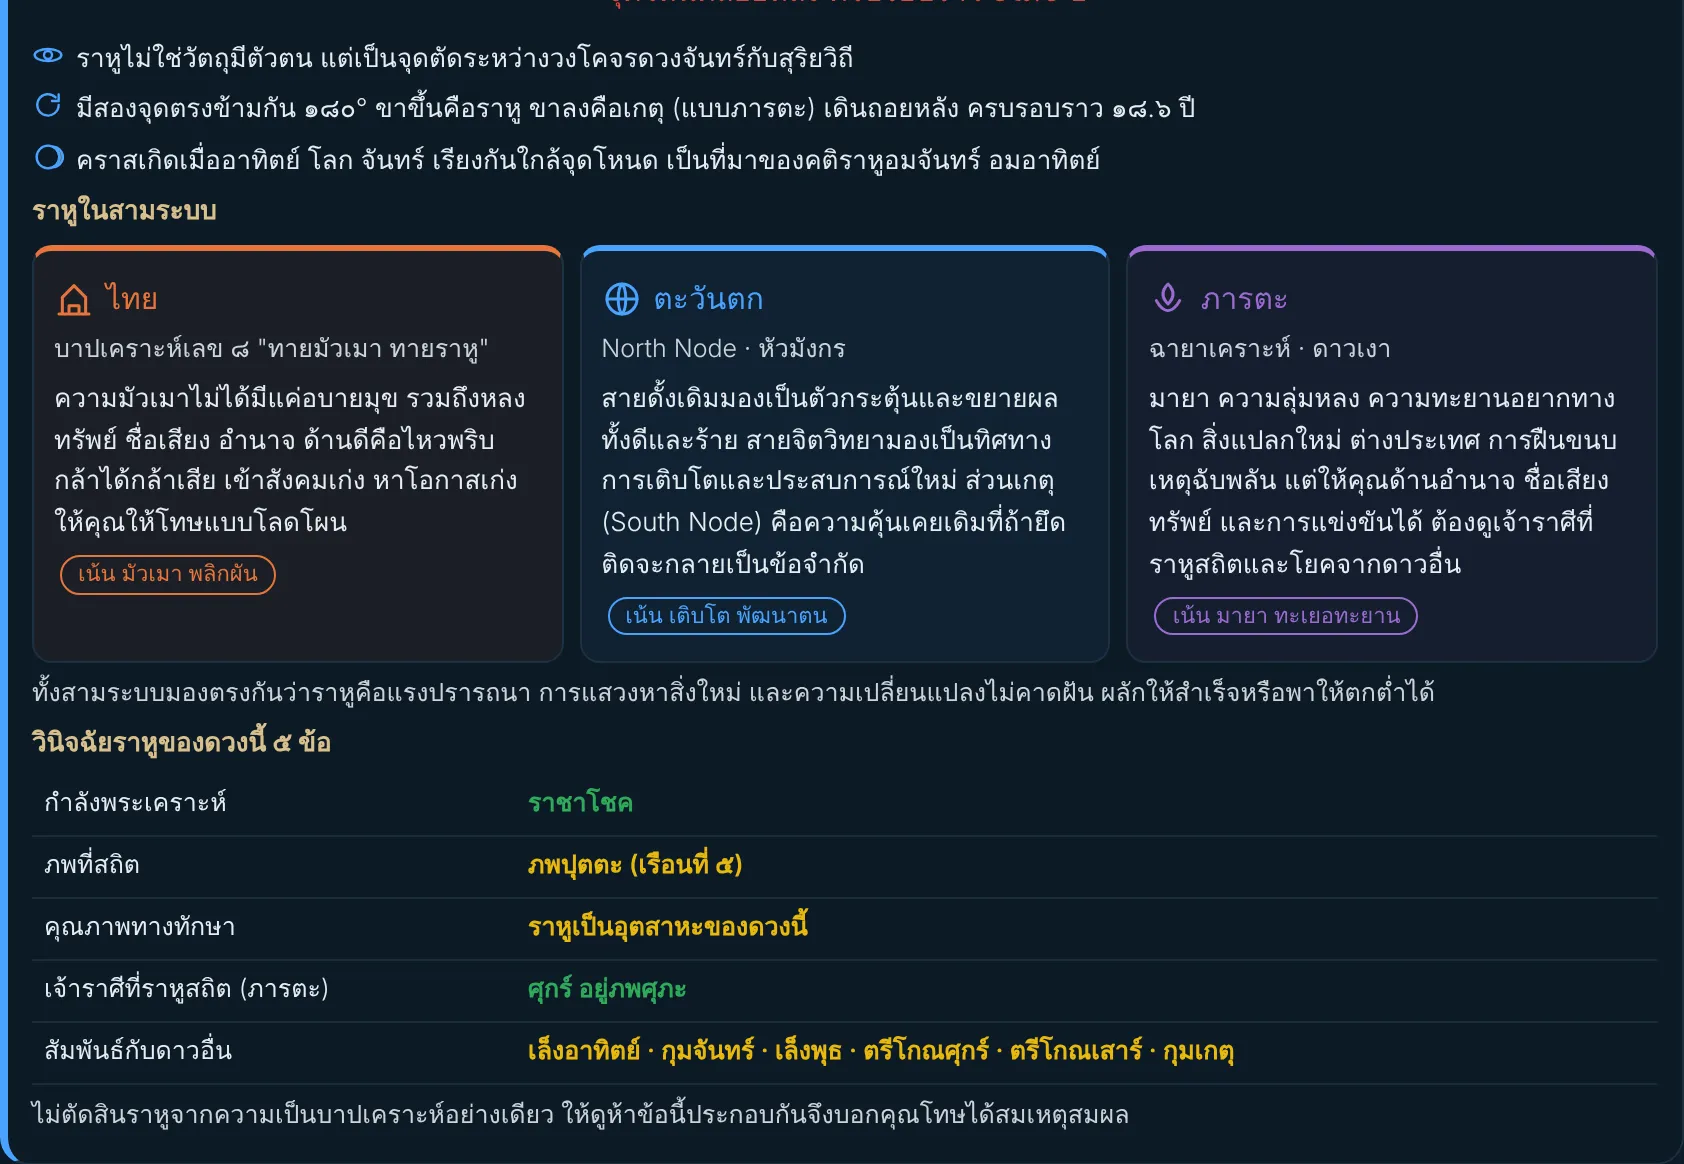 ราหูไม่ใช่วัตถุมีตัวตน แต่เป็นจุดตัดระหว่างวงโคจรดวงจันทร์กับสุริยวิถี
มีสองจุดตรงข้ามกัน ๑๘๐° ขาขึ้นคือราหู ขาลงคือเกตุ (แบบภารตะ) เดินถอยหลัง ครบรอบราว ๑๘.๖ ปี
คราสเกิดเมื่ออาทิตย์ โลก จันทร์ เรียงกันใกล้จุดโหนด เป็นที่มาของคติราหูอมจันทร์ อมอาทิตย์
ราหูในสามระบบ
ไทย
บาปเคราะห์เลข ๘ "ทายมัวเมา ทายราหู"
ความมัวเมาไม่ได้มีแค่อบายมุข รวมถึงหลง
ทรัพย์ ชื่อเสียง อำนาจ ด้านดีคือไหวพริบ
กล้าได้กล้าเสีย เข้าสังคมเก่ง หาโอกาสเก่ง
ให้คุณให้โทษแบบโลดโผน
เน้น มัวเมา พลิกผัน
ตะวันตก
North Node · หัวมังกร
สายดั้งเดิมมองเป็นตัวกระตุ้นและขยายผล
ทั้งดีและร้าย สายจิตวิทยามองเป็นทิศทาง
การเติบโตและประสบการณ์ใหม่ ส่วนเกตุ
(South Node) คือความคุ้นเคยเดิมที่ถ้ายึด
ติดจะกลายเป็นข้อจำกัด
เน้น เติบโต พัฒนาตน
ภารตะ
ฉายาเคราะห์ · ดาวเงา
มายา ความลุ่มหลง ความทะยานอยากทาง
โลก สิ่งแปลกใหม่ ต่างประเทศ การฝืนขนบ
เหตุฉับพลัน แต่ให้คุณด้านอำนาจ ชื่อเสียง
ทรัพย์ และการแข่งขันได้ ต้องดูเจ้าราศีที่
ราหูสถิตและโยคจากดาวอื่น
เน้น มายา ทะเยอทะยาน
ทั้งสามระบบมองตรงกันว่าราหูคือแรงปรารถนา การแสวงหาสิ่งใหม่ และความเปลี่ยนแปลงไม่คาดฝัน ผลักให้สำเร็จหรือพาให้ตกต่ำได้
วินิจฉัยราหูของดวงนี้ ๕ ข้อ
กำลังพระเคราะห์ ราชาโชค
ภพที่สถิต ภพปุตตะ (เรือนที่ ๕)
คุณภาพทางทักษา ราหูเป็นอุตสาหะของดวงนี้
เจ้าราศีที่ราหูสถิต (ภารตะ) ศุกร์ อยู่ภพศุภะ
สัมพันธ์กับดาวอื่น เล็งอาทิตย์ · กุมจันทร์ · เล็งพุธ · ตรีโกณศุกร์ · ตรีโกณเสาร์ · กุมเกตุ
ไม่ตัดสินราหูจากความเป็นบาปเคราะห์อย่างเดียว ให้ดูห้าข้อนี้ประกอบกันจึงบอกคุณโทษได้สมเหตุสมผล